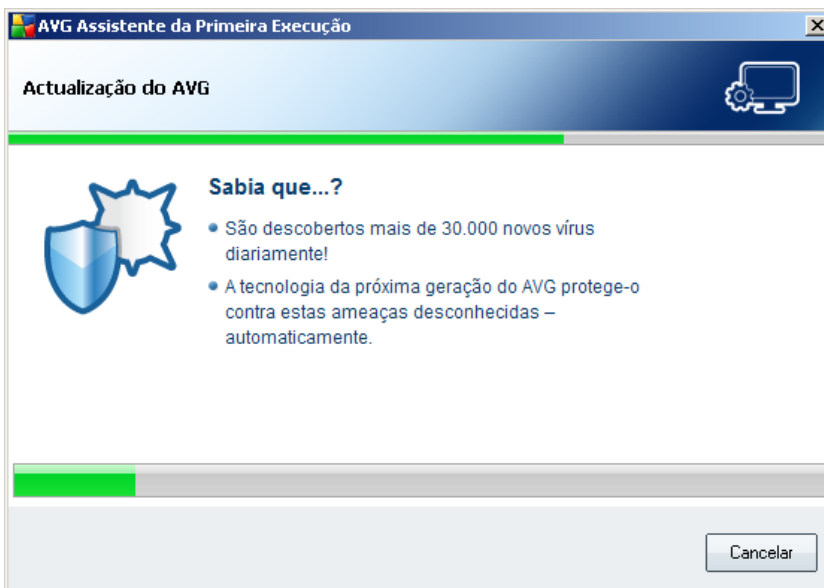 AVG Assistente da Primeira Execução
Actualização do AVG
Sabia que...?
São descobertos mais de 30.000 novos vírus
diariamente!
A tecnologia da próxima geração do AVG protege-o
contra estas ameaças desconhecidas –
automaticamente.
Cancelar